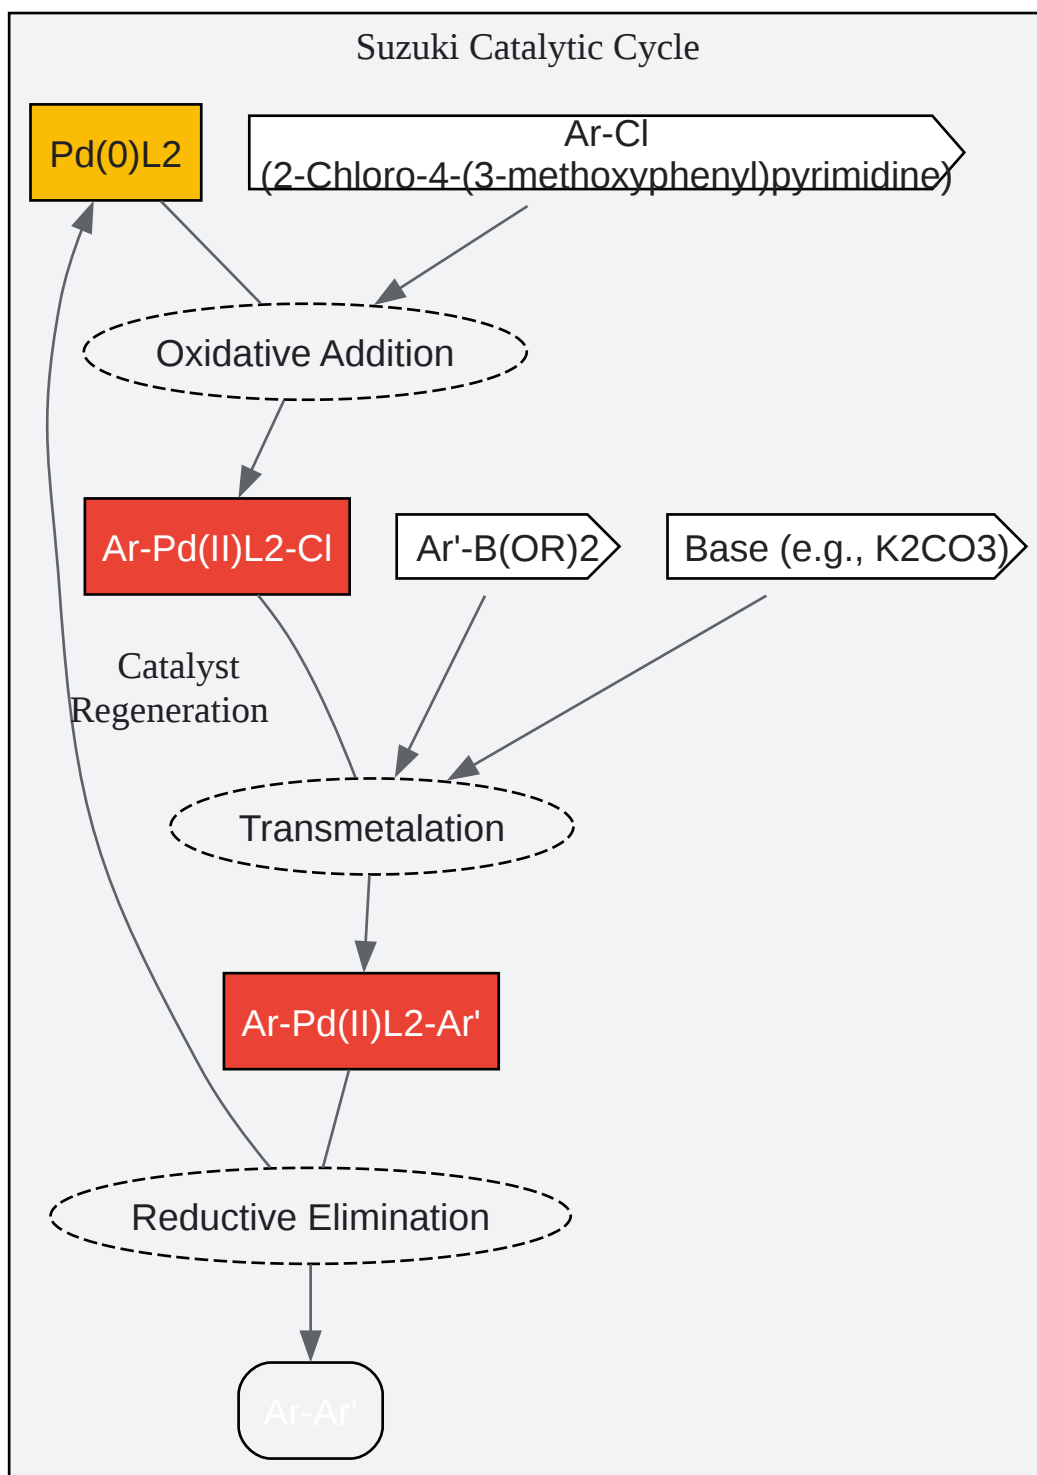 Suzuki Catalytic Cycle
Pd(0)L2
Ar-Cl
(2-Chloro-4-(3-methoxyphenyl)pyrimidine)
Oxidative Addition
Ar-Pd(II)L2-Cl
Ar'-B(OR)2
Base (e.g., K2CO3)
Catalyst
Regeneration
Transmetalation
Ar-Pd(II)L2-Ar'
Reductive Elimination
Ar-Ar'